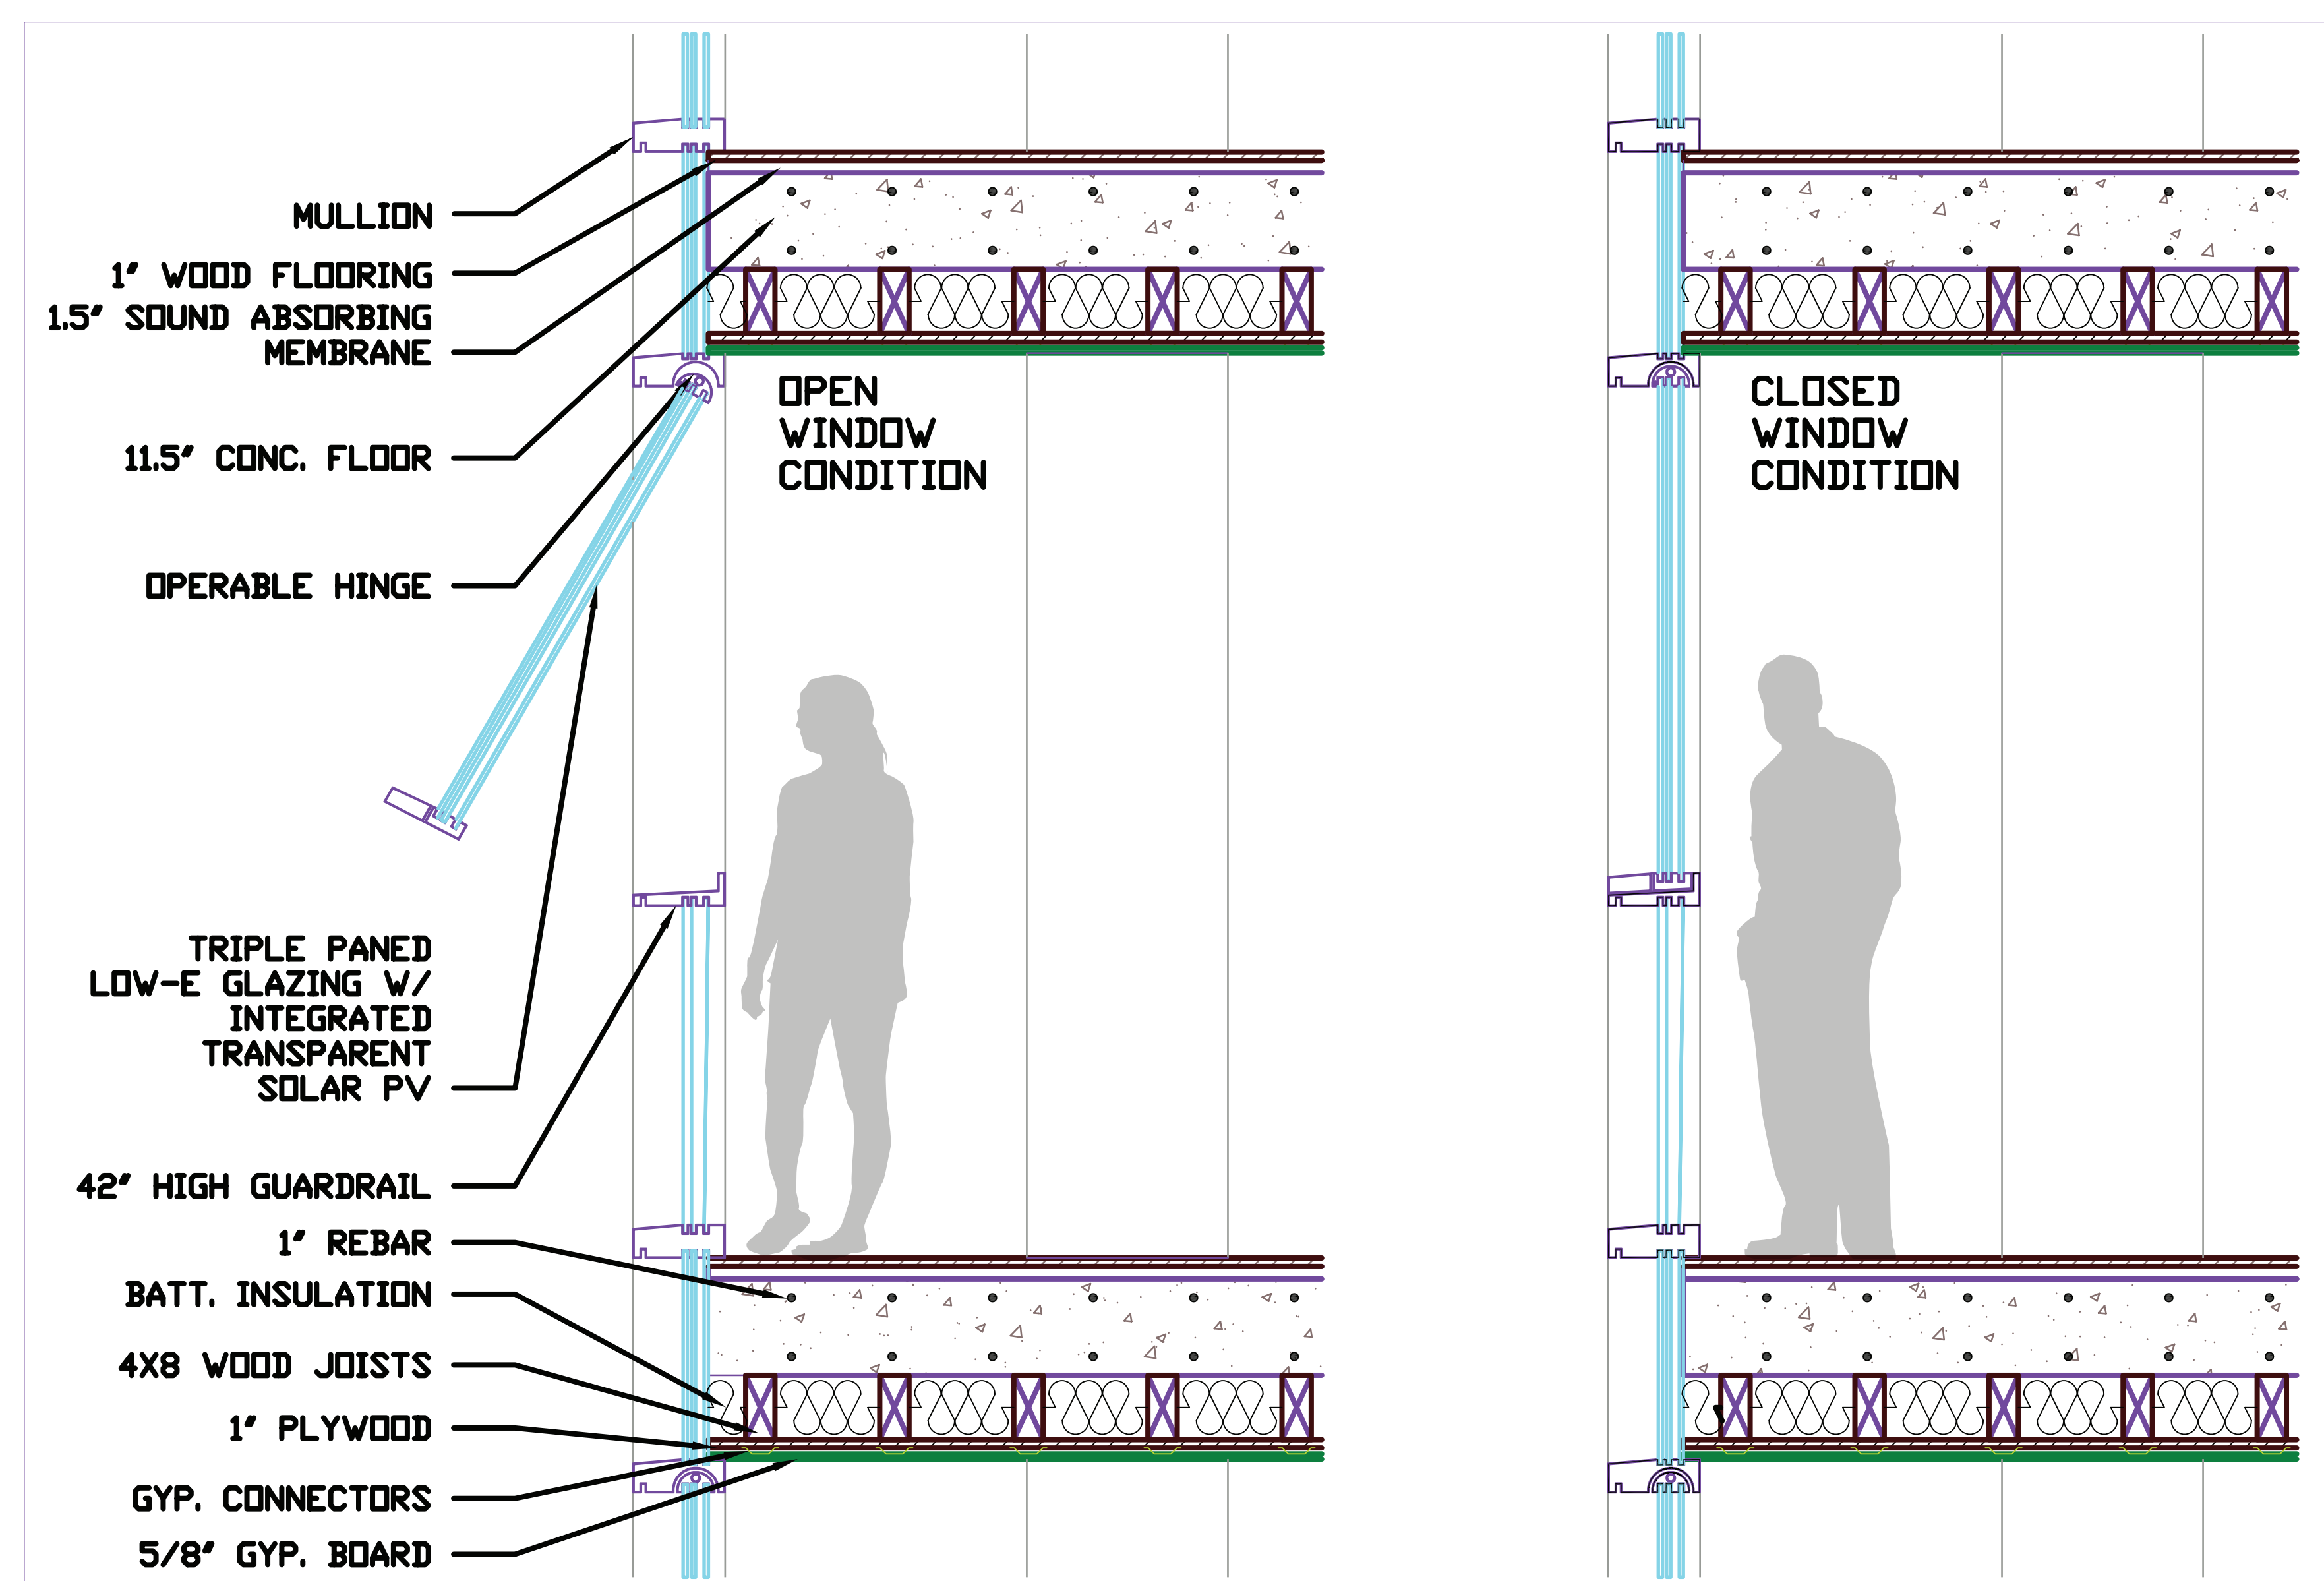 MULLION
1" WOOD FLOORING
1.5" SOUND ABSORBING
MEMBRANE
11.5" CONC. FLOOR
OPERABLE HINGE
TRIPLE PANED
LOW-E GLAZING W/
INTEGRATED
TRANSPARENT
SOLAR PV
42" HIGH GUARDRAIL
1" REBAR
BATT. INSULATION
4X8 WOOD JOISTS
1" PLYWOOD
GYP. CONNECTORS
5/8" GYP. BOARD
OPEN
WINDOW
CONDITION
CLOSED
WINDOW
CONDITION